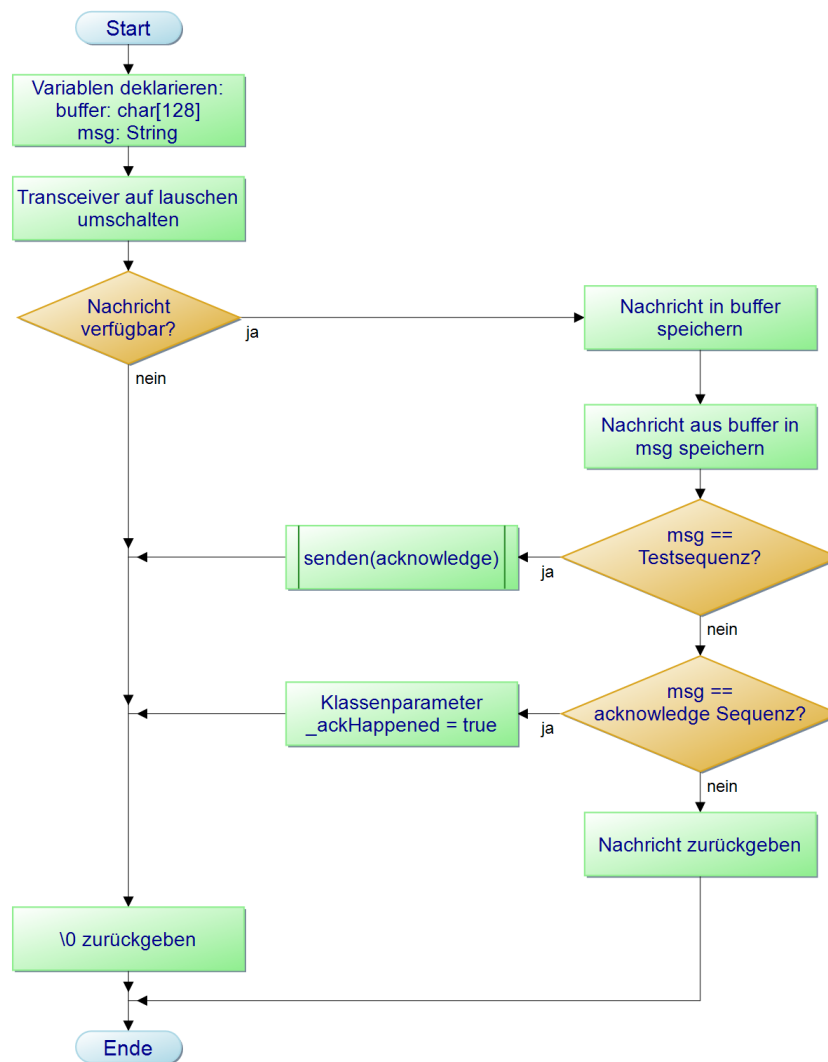 Start
Variablen deklarieren:
buffer: char[128]
msg: String
Transceiver auf lauschen
umschalten
Nachricht
verfügbar?
ja
nein
Nachricht in buffer
speichern
Nachricht aus buffer in
msg speichern
msg ==
Testsequenz?
ja
nein
senden(acknowledge)
msg ==
acknowledge Sequenz?
ja
nein
Klassenparameter
_ackHappened = true
Nachricht zurückgeben
\0 zurückgeben
Ende